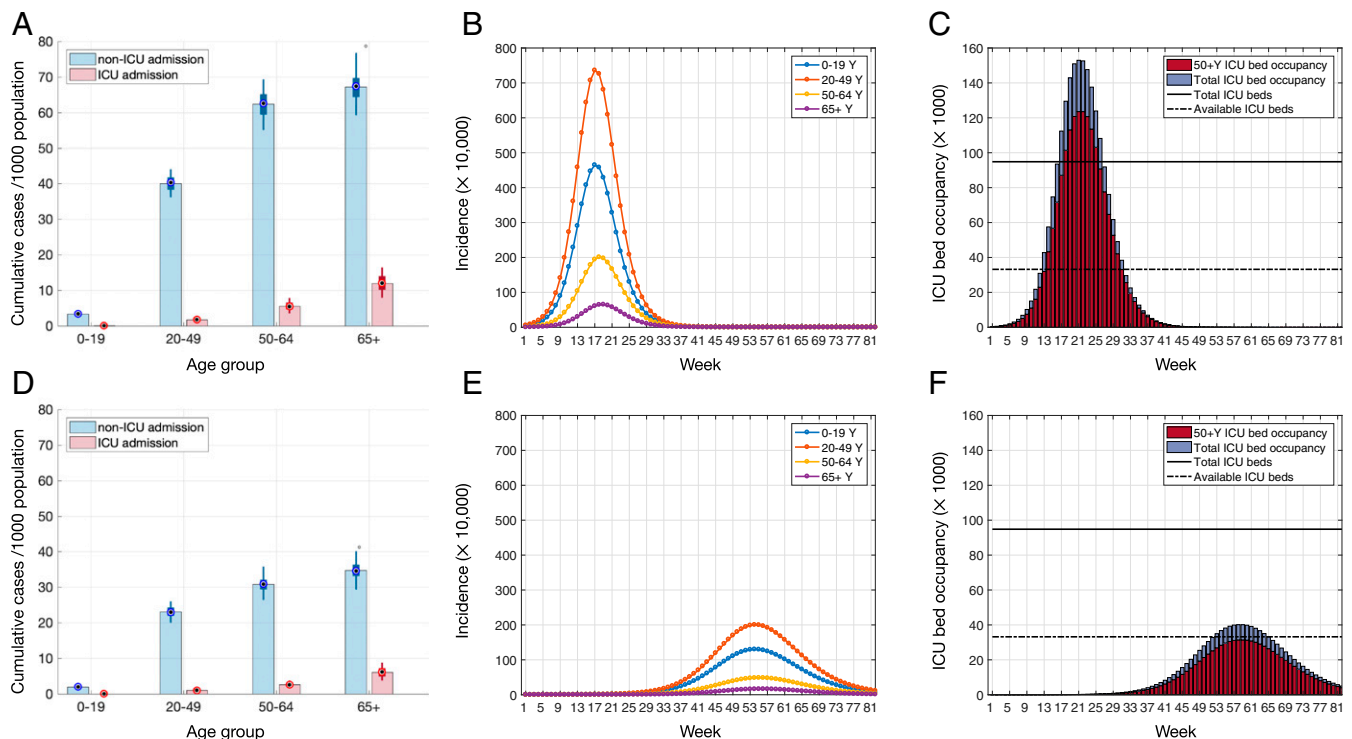 A
80
70
60
50
40
30
20
10
0
Cumulative cases /1000 population
non-ICU admission
ICU admission
0-19
20-49
50-64
65+
Age group
B
800
700
600
500
400
300
200
100
0
Incidence (× 10,000)
0-19 Y
20-49 Y
50-64 Y
65+ Y
1 5 9 13 17 21 25 29 33 37 41 45 49 53 57 61 65 69 73 77 81
Week
C
160
140
120
100
80
60
40
20
0
ICU bed occupancy (× 1000)
50+Y ICU bed occupancy
Total ICU bed occupancy
Total ICU beds
Available ICU beds
1 5 9 13 17 21 25 29 33 37 41 45 49 53 57 61 65 69 73 77 81
Week
D
80
70
60
50
40
30
20
10
0
Cumulative cases /1000 population
non-ICU admission
ICU admission
0-19
20-49
50-64
65+
Age group
E
800
700
600
500
400
300
200
100
0
Incidence (× 10,000)
0-19 Y
20-49 Y
50-64 Y
65+ Y
1 5 9 13 17 21 25 29 33 37 41 45 49 53 57 61 65 69 73 77 81
Week
F
160
140
120
100
80
60
40
20
0
ICU bed occupancy (× 1000)
50+Y ICU bed occupancy
Total ICU bed occupancy
Total ICU beds
Available ICU beds
1 5 9 13 17 21 25 29 33 37 41 45 49 53 57 61 65 69 73 77 81
Week